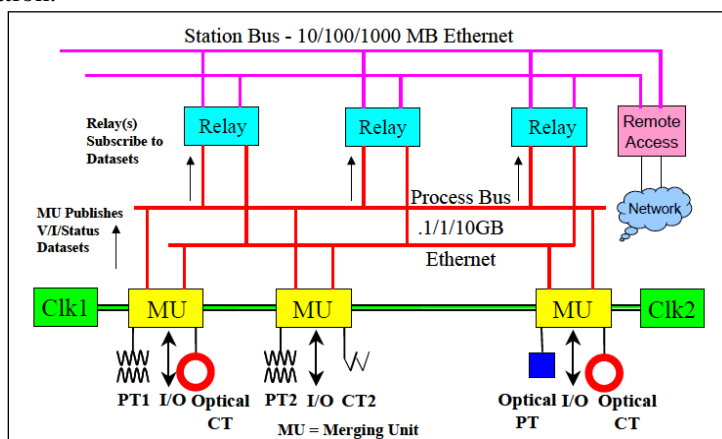 Station Bus - 10/100/1000 MB Ethernet
Relay(s)
Subscribe to
Datasets
Relay
Relay
Relay
Remote
Access
Network
MU Publishes
V/I/Status
Datasets
Process Bus
.1/1/10GB
Ethernet
Clk1
MU
MU
MU
Clk2
PT1 I/O Optical
CT
PT2 I/O CT2
Optical
PT
I/O Optical
CT
MU = Merging Unit